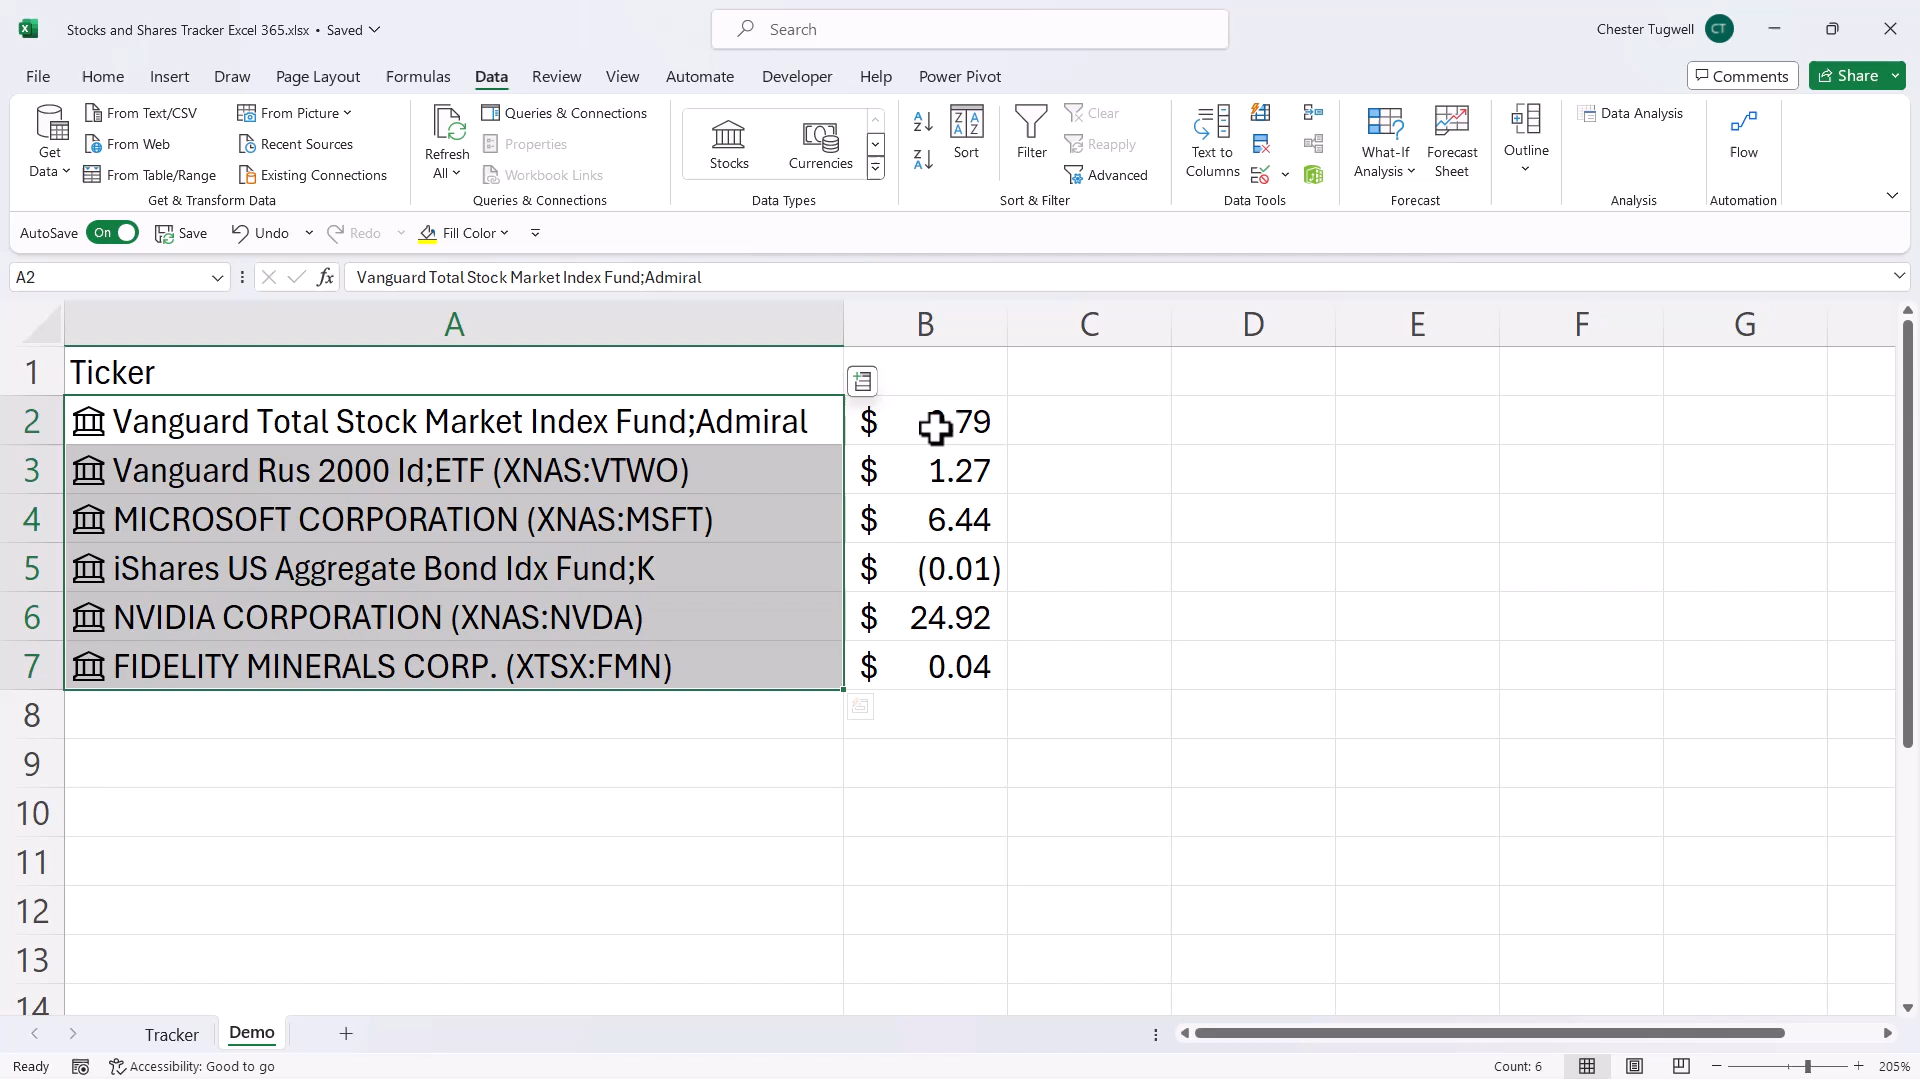 Stocks and Shares Tracker Excel 365.xlsx • Saved
Search
Chester Tugwell
CT
File Home Insert Draw Page Layout Formulas Data Review View Automate Developer Help Power Pivot
Comments
Share
Get Data
From Text/CSV
From Web
From Table/Range
From Picture
Recent Sources
Existing Connections
Get & Transform Data
Refresh All
Queries & Connections
Properties
Workbook Links
Queries & Connections
Stocks
Currencies
Data Types
Sort
Filter
Clear
Reapply
Advanced
Sort & Filter
Text to Columns
Data Tools
What-If Analysis
Forecast Sheet
Forecast
Outline
Data Analysis
Analysis
Flow
Automation
AutoSave On Save Undo Redo Fill Color
A2 fx Vanguard Total Stock Market Index Fund;Admiral
A B C D E F G
1 Ticker
2 Vanguard Total Stock Market Index Fund;Admiral $ 79
3 Vanguard Rus 2000 Id;ETF (XNAS:VTWO) $ 1.27
4 MICROSOFT CORPORATION (XNAS:MSFT) $ 6.44
5 iShares US Aggregate Bond Idx Fund;K $ (0.01)
6 NVIDIA CORPORATION (XNAS:NVDA) $ 24.92
7 FIDELITY MINERALS CORP. (XTSX:FMN) $ 0.04
8
9
10
11
12
13
14
Tracker Demo
Ready Accessibility: Good to go Count: 6 205%